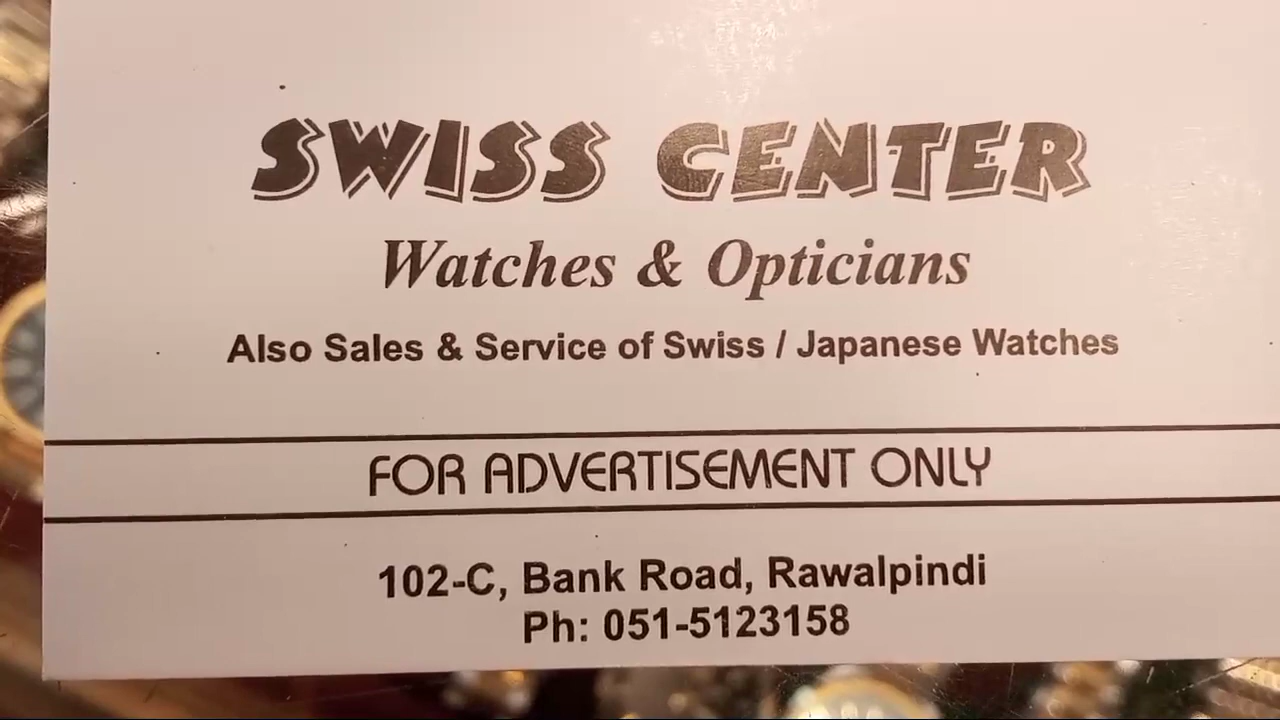 SWISS CENTER
Watches & Opticians
Also Sales & Service of Swiss / Japanese Watches
FOR ADVERTISEMENT ONLY
102-C, Bank Road, Rawalpindi
Ph: 051-5123158